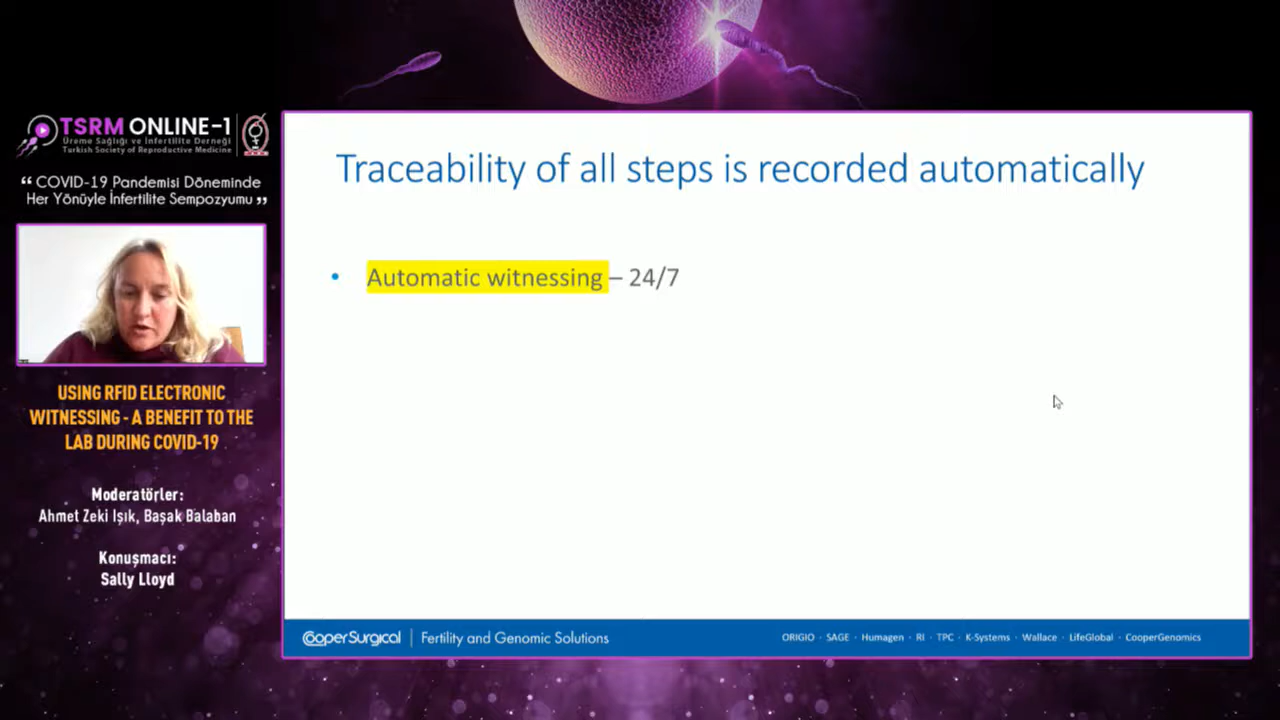 TSRM ONLINE-1
Üreme Sağlığı ve İnfertilite Derneği
Turkish Society of Reproductive Medicine
“ COVID-19 Pandemisi Döneminde
Her Yönüyle İnfertilite Sempozyumu ”
USING RFID ELECTRONIC
WITNESSING - A BENEFIT TO THE
LAB DURING COVID-19
Moderatörler:
Ahmet Zeki Işık, Başak Balaban
Konuşmacı:
Sally Lloyd
Traceability of all steps is recorded automatically
• Automatic witnessing – 24/7
CooperSurgical | Fertility and Genomic Solutions
ORIGIO · SAGE · Humagen · RI · TPC · K-Systems · Wallace · LifeGlobal · CooperGenomics